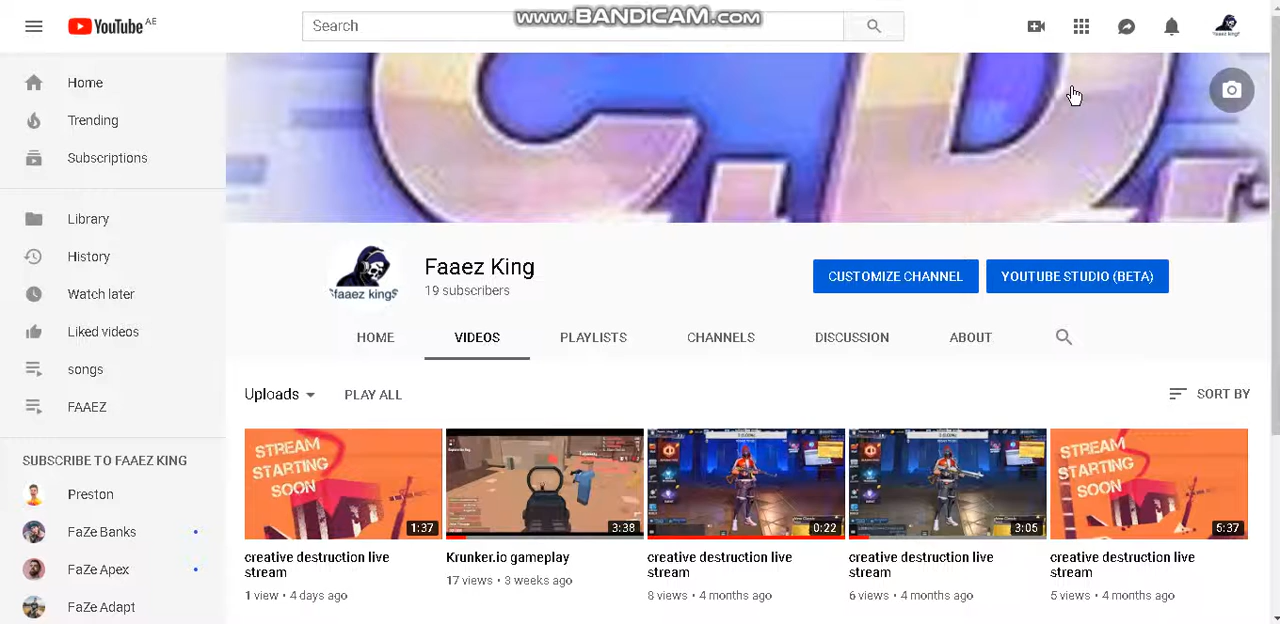 www.BANDICAM.com
YouTube AE
Search
Home
Trending
Subscriptions
Library
History
Watch later
Liked videos
songs
FAAEZ
SUBSCRIBE TO FAAEZ KING
Preston
FaZe Banks
FaZe Apex
FaZe Adapt
C.D.
faaez king
Faaez King
19 subscribers
CUSTOMIZE CHANNEL
YOUTUBE STUDIO (BETA)
HOME
VIDEOS
PLAYLISTS
CHANNELS
DISCUSSION
ABOUT
Uploads
PLAY ALL
SORT BY
STREAM
STARTING
SOON
1:37
3:38
0:22
3:05
STREAM
STARTING
SOON
5:37
creative destruction live
stream
1 view • 4 days ago
Krunker.io gameplay
17 views • 3 weeks ago
creative destruction live
stream
8 views • 4 months ago
creative destruction live
stream
6 views • 4 months ago
creative destruction live
stream
5 views • 4 months ago